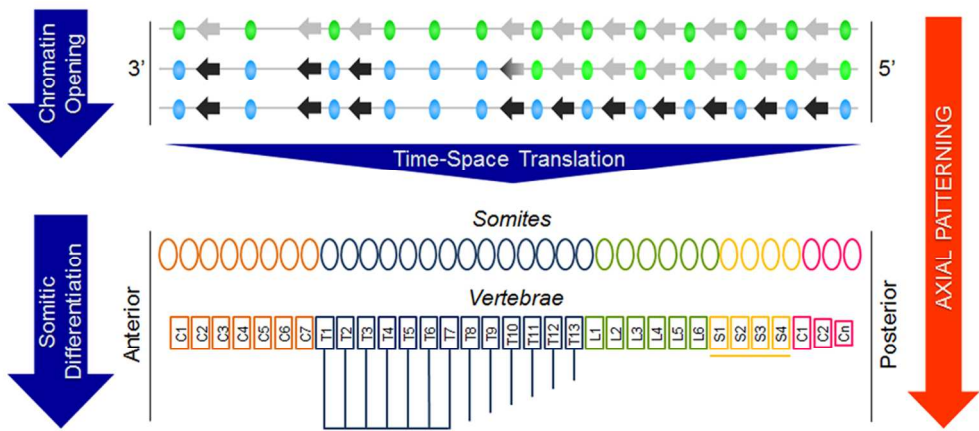 Chromatin
Opening
3’
5’
Time-Space Translation
Somites
Somitic
Differentiation
Anterior
Vertebrae
C1 C2 C3 C4 C5 C6 C7 T1 T2 T3 T4 T5 T6 T7 T8 T9 T10 T11 T12 T13 L1 L2 L3 L4 L5 L6 S1 S2 S3 S4 C1 C2 Cn
Posterior
AXIAL PATTERNING